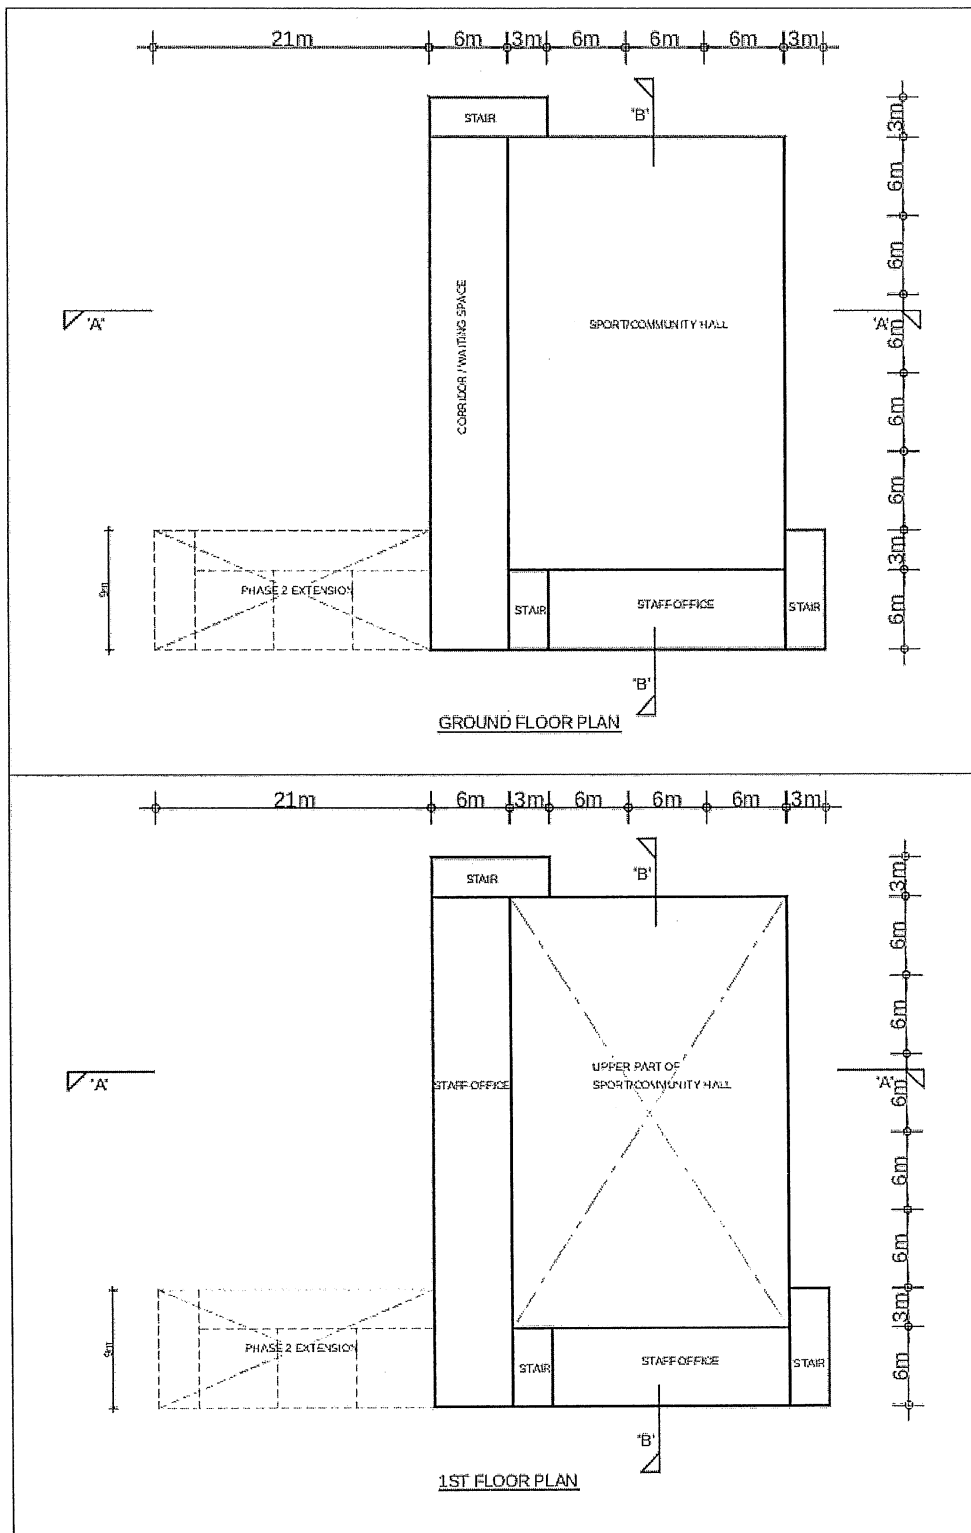 21m 6m 3m 6m 6m 6m 3m
STAIR
"B"
3m
6m
6m
CORRIDOR / WAITING SPACE
SPORT/COMMUNITY HALL
"A"
"A"
6m
6m
6m
9m
PHASE 2 EXTENSION
3m
STAIR
STAFF OFFICE
STAIR
6m
"B"
GROUND FLOOR PLAN
21m 6m 3m 6m 6m 6m 3m
STAIR
"B"
3m
6m
6m
STAFF OFFICE
UPPER PART OF
SPORT/COMMUNITY HALL
"A"
"A"
6m
6m
6m
9m
PHASE 2 EXTENSION
3m
STAIR
STAFF OFFICE
STAIR
6m
"B"
1ST FLOOR PLAN